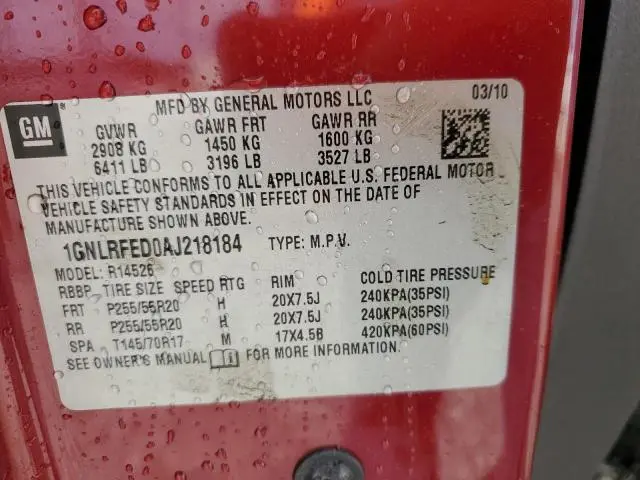 MFD BY GENERAL MOTORS LLC 03/10
GM
GVWR GAWR FRT GAWR RR
2908 KG 1450 KG 1600 KG
6411 LB 3196 LB 3527 LB
THIS VEHICLE CONFORMS TO ALL APPLICABLE U.S. FEDERAL MOTOR
VEHICLE SAFETY STANDARDS IN EFFECT ON THE DATE OF
MANUFACTURE SHOWN ABOVE.
1GNLRFED0AJ218184 TYPE: M.P.V.
MODEL: R14526
RBBP TIRE SIZE SPEED RTG RIM COLD TIRE PRESSURE
FRT P255/55R20 H 20X7.5J 240KPA(35PSI)
RR P255/55R20 H 20X7.5J 240KPA(35PSI)
SPA T145/70R17 M 17X4.5B 420KPA(60PSI)
SEE OWNER'S MANUAL FOR MORE INFORMATION.